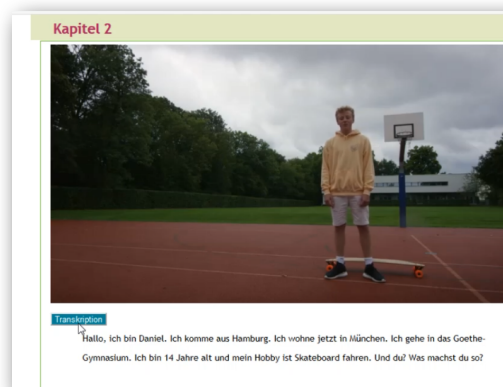 Kapitel 2
Transkription
Hallo, ich bin Daniel. Ich komme aus Hamburg. Ich wohne jetzt in München. Ich gehe in das Goethe-
Gymnasium. Ich bin 14 Jahre alt und mein Hobby ist Skateboard fahren. Und du? Was machst du so?